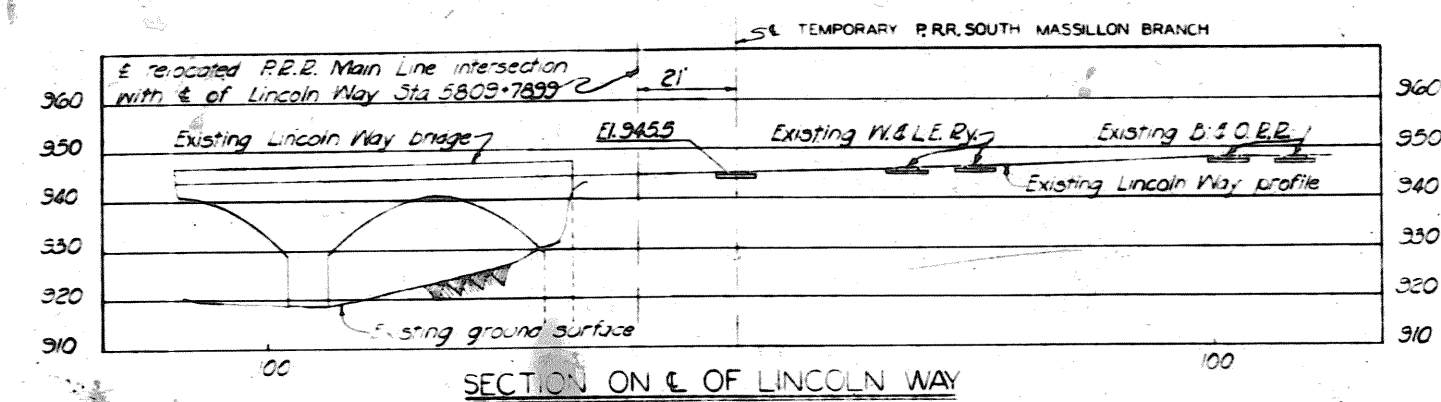 ℄ TEMPORARY P.R.R. SOUTH MASSILLON BRANCH
℄ relocated P.R.R. Main Line intersection
with ℄ of Lincoln Way Sta 5809+78.99
21'
960
960
Existing Lincoln Way bridge
El. 945.5
Existing W. & L. E. Ry.
Existing B. & O. R.R.
950
950
Existing Lincoln Way profile
940
940
930
930
920
920
Existing ground surface
910
910
100
100
SECTION ON ℄ OF LINCOLN WAY